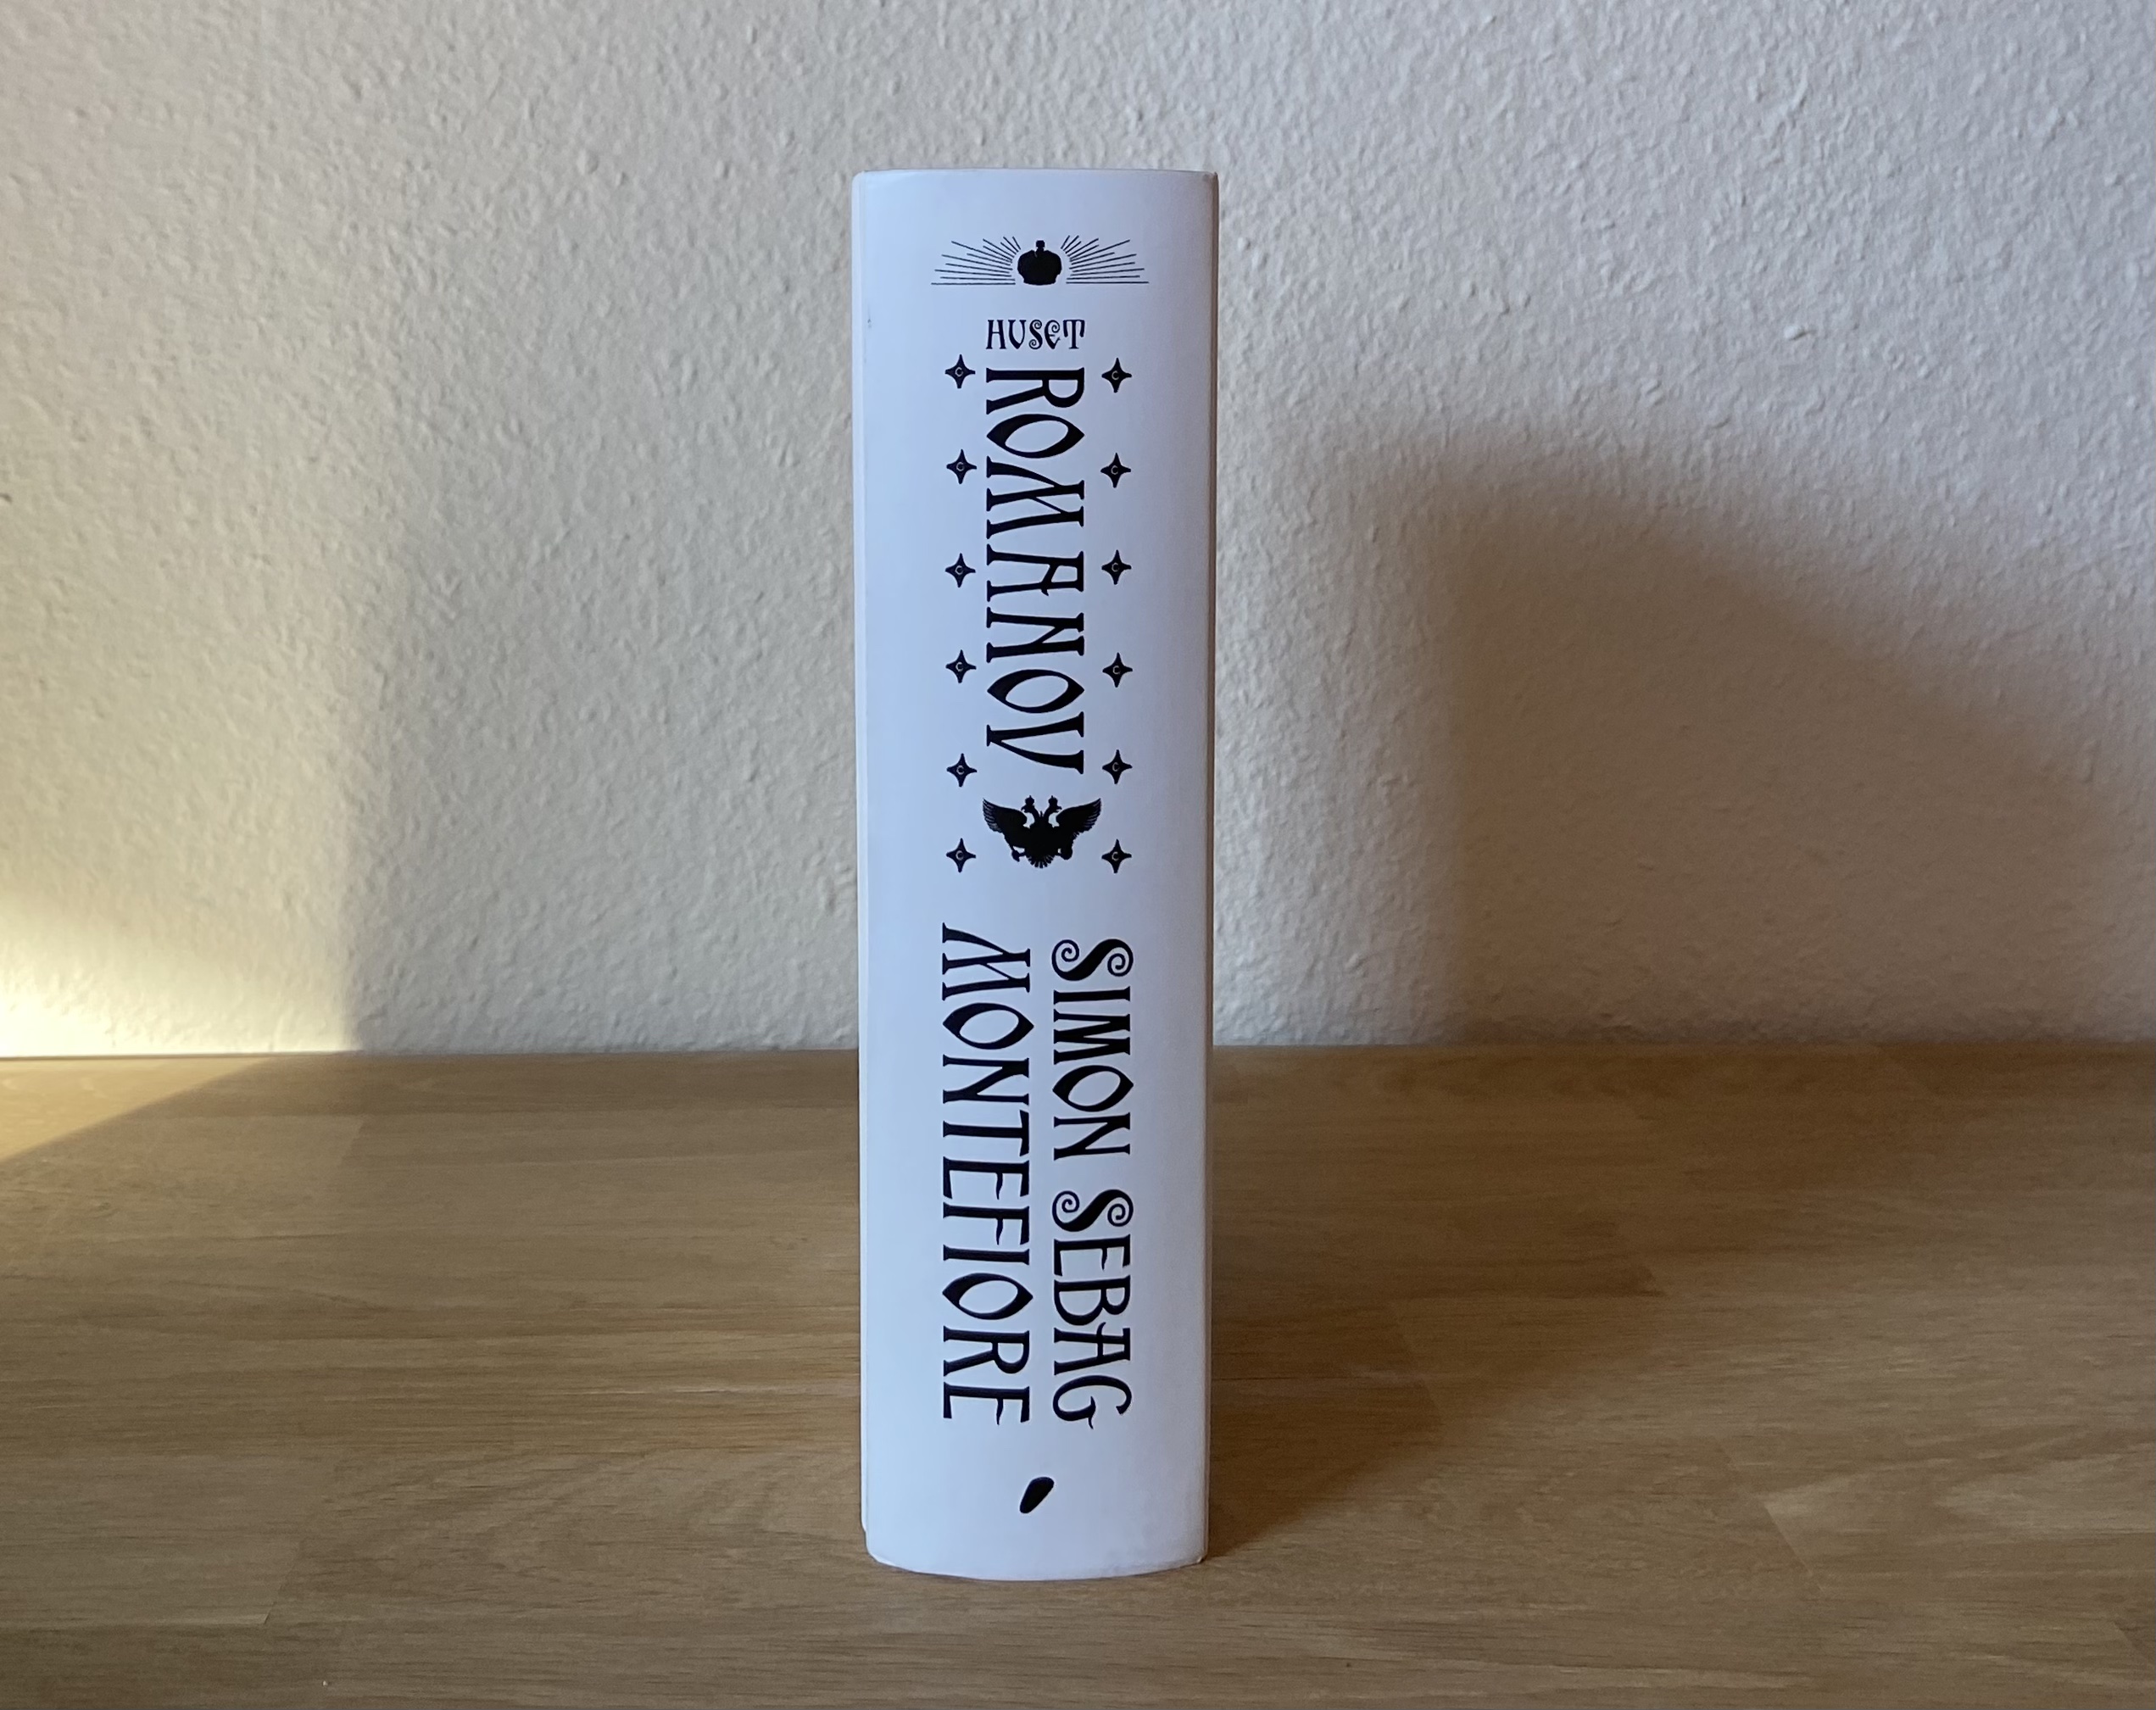 HUSET
ROMANOV
SIMON SEBAG
MONTEFIORE